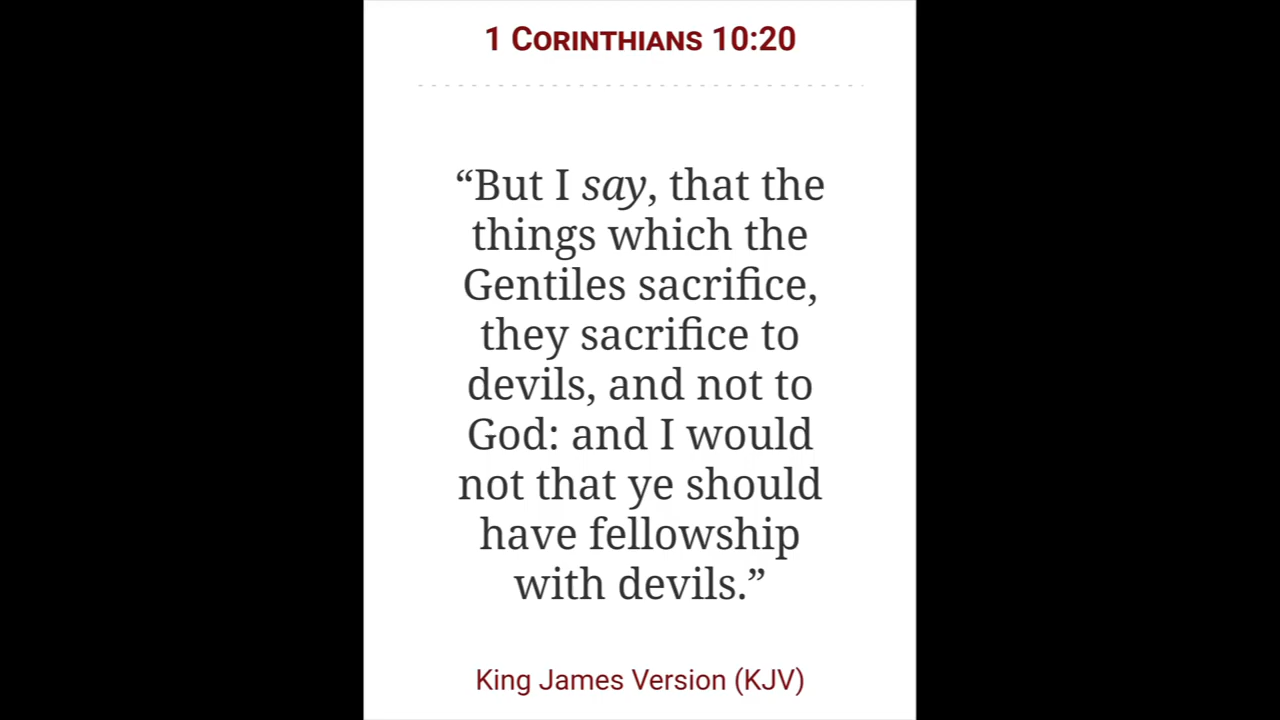 1 Corinthians 10:20
“But I say, that the
things which the
Gentiles sacrifice,
they sacrifice to
devils, and not to
God: and I would
not that ye should
have fellowship
with devils.”
King James Version (KJV)